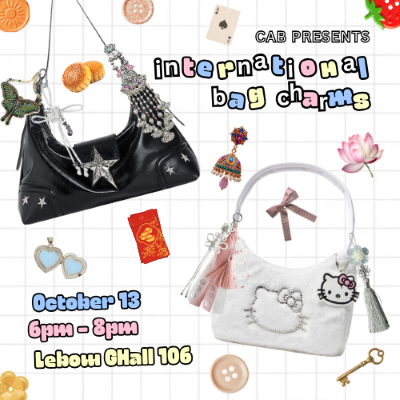 CAB PRESENTS
international
bag charms
October 13
6pm - 8pm
Lebow GHall 106